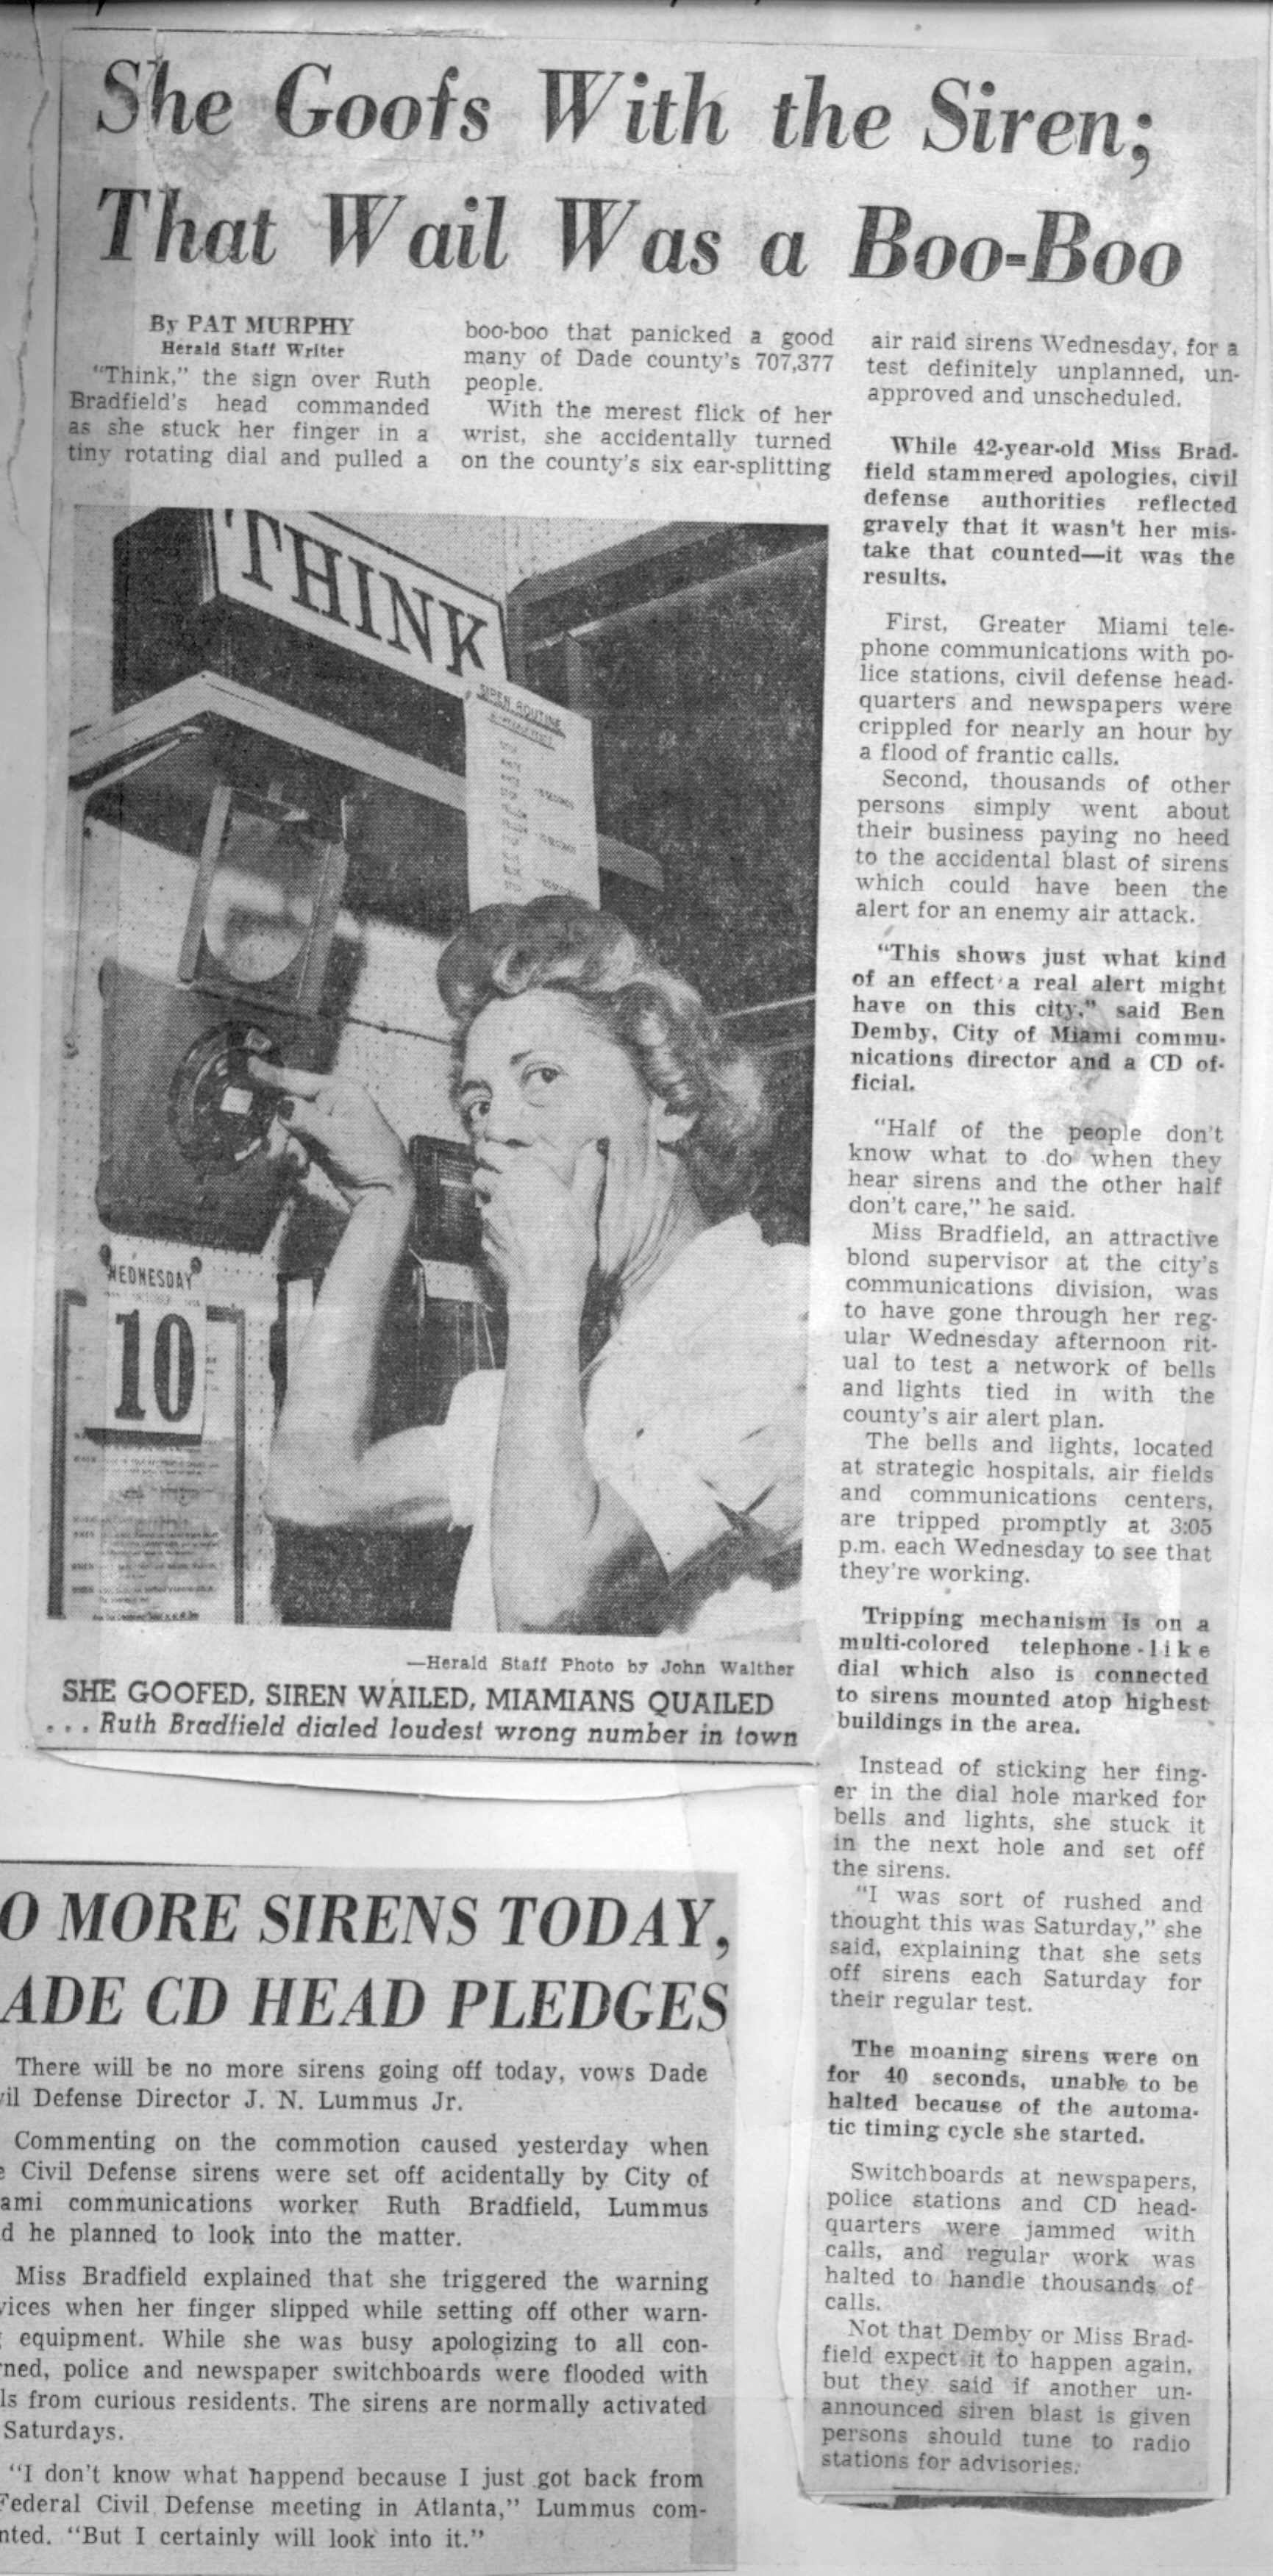 She Goofs With the Siren;
That Wail Was a Boo-Boo
By PAT MURPHY
Herald Staff Writer
"Think," the sign over Ruth
Bradfield's head commanded
as she stuck her finger in a
tiny rotating dial and pulled a
boo-boo that panicked a good
many of Dade county's 707,377
people.
With the merest flick of her
wrist, she accidentally turned
on the county's six ear-splitting
air raid sirens Wednesday, for a
test definitely unplanned, un-
approved and unscheduled.
While 42-year-old Miss Brad-
field stammered apologies, civil
defense authorities reflected
gravely that it wasn't her mis-
take that counted—it was the
results.
First, Greater Miami tele-
phone communications with po-
lice stations, civil defense head-
quarters and newspapers were
crippled for nearly an hour by
a flood of frantic calls.
Second, thousands of other
persons simply went about
their business paying no heed
to the accidental blast of sirens
which could have been the
alert for an enemy air attack.
"This shows just what kind
of an effect a real alert might
have on this city," said Ben
Demby, City of Miami commu-
nications director and a CD of-
ficial.
"Half of the people don't
know what to do when they
hear sirens and the other half
don't care," he said.
Miss Bradfield, an attractive
blond supervisor at the city's
communications division, was
to have gone through her reg-
ular Wednesday afternoon rit-
ual to test a network of bells
and lights tied in with the
county's air alert plan.
The bells and lights, located
at strategic hospitals, air fields
and communications centers,
are tripped promptly at 3:05
p.m. each Wednesday to see that
they're working.
Tripping mechanism is on a
multi-colored telephone-like
dial which also is connected
to sirens mounted atop highest
buildings in the area.
Instead of sticking her fing-
er in the dial hole marked for
bells and lights, she stuck it
in the next hole and set off
the sirens.
"I was sort of rushed and
thought this was Saturday," she
said, explaining that she sets
off sirens each Saturday for
their regular test.
The moaning sirens were on
for 40 seconds, unable to be
halted because of the automa-
tic timing cycle she started.
Switchboards at newspapers,
police stations and CD head-
quarters were jammed with
calls, and regular work was
halted to handle thousands of
calls.
Not that Demby or Miss Brad-
field expect it to happen again,
but they said if another un-
announced siren blast is given
persons should tune to radio
stations for advisories.
THINK
SIREN ROUTINE
WEDNESDAY
10
—Herald Staff Photo by John Walther
SHE GOOFED, SIREN WAILED, MIAMIANS QUAILED
... Ruth Bradfield dialed loudest wrong number in town
O MORE SIRENS TODAY,
ADE CD HEAD PLEDGES
There will be no more sirens going off today, vows Dade
vil Defense Director J. N. Lummus Jr.
Commenting on the commotion caused yesterday when
e Civil Defense sirens were set off acidentally by City of
ami communications worker Ruth Bradfield, Lummus
d he planned to look into the matter.
Miss Bradfield explained that she triggered the warning
vices when her finger slipped while setting off other warn-
equipment. While she was busy apologizing to all con-
rned, police and newspaper switchboards were flooded with
ls from curious residents. The sirens are normally activated
Saturdays.
"I don't know what happend because I just got back from
Federal Civil Defense meeting in Atlanta," Lummus com-
nted. "But I certainly will look into it."